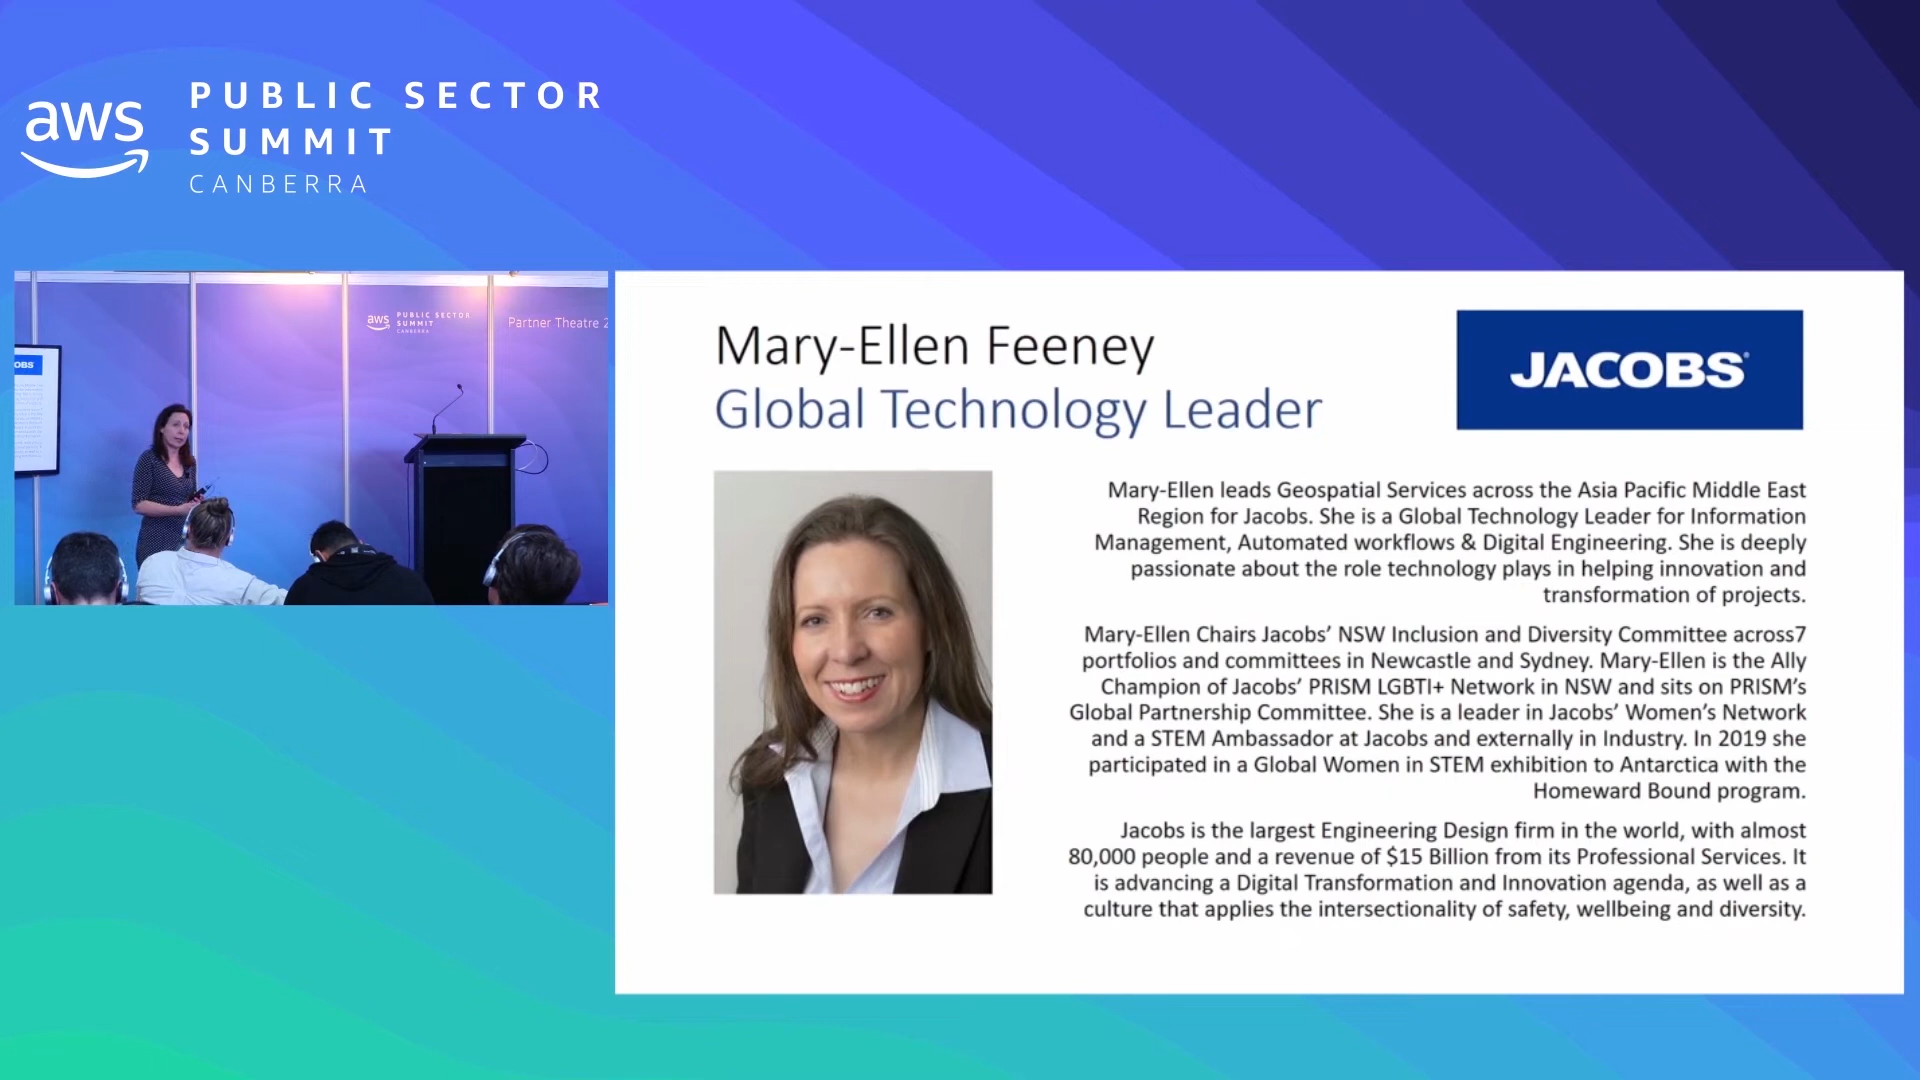 aws
PUBLIC SECTOR
SUMMIT
CANBERRA
aws
PUBLIC SECTOR
SUMMIT
CANBERRA
Partner Theatre 2
OBS
Mary-Ellen Feeney
Global Technology Leader
JACOBS
Mary-Ellen leads Geospatial Services across the Asia Pacific Middle East
Region for Jacobs. She is a Global Technology Leader for Information
Management, Automated workflows & Digital Engineering. She is deeply
passionate about the role technology plays in helping innovation and
transformation of projects.
Mary-Ellen Chairs Jacobs’ NSW Inclusion and Diversity Committee across7
portfolios and committees in Newcastle and Sydney. Mary-Ellen is the Ally
Champion of Jacobs’ PRISM LGBTI+ Network in NSW and sits on PRISM’s
Global Partnership Committee. She is a leader in Jacobs’ Women’s Network
and a STEM Ambassador at Jacobs and externally in Industry. In 2019 she
participated in a Global Women in STEM exhibition to Antarctica with the
Homeward Bound program.
Jacobs is the largest Engineering Design firm in the world, with almost
80,000 people and a revenue of $15 Billion from its Professional Services. It
is advancing a Digital Transformation and Innovation agenda, as well as a
culture that applies the intersectionality of safety, wellbeing and diversity.